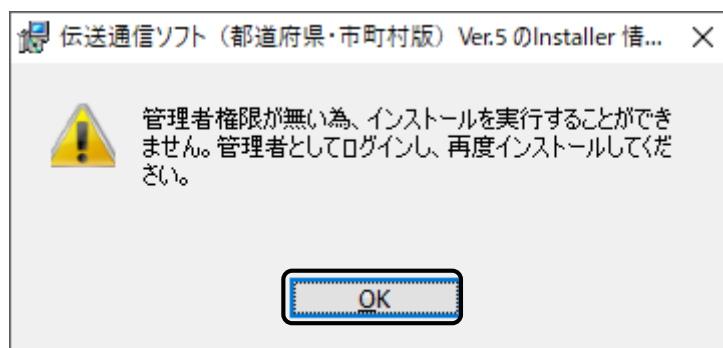 伝送通信ソフト（都道府県・市町村版） Ver.5 のInstaller 情...
管理者権限が無い為、インストールを実行することができ
ません。管理者としてログインし、再度インストールしてくだ
さい。
OK